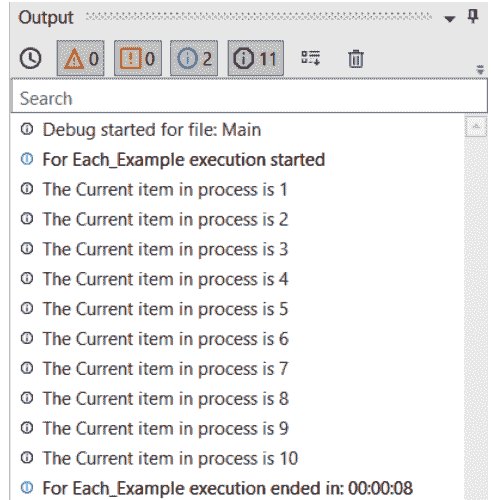 Output
0 0 2 11
Search
Debug started for file: Main
For Each_Example execution started
The Current item in process is 1
The Current item in process is 2
The Current item in process is 3
The Current item in process is 4
The Current item in process is 5
The Current item in process is 6
The Current item in process is 7
The Current item in process is 8
The Current item in process is 9
The Current item in process is 10
For Each_Example execution ended in: 00:00:08